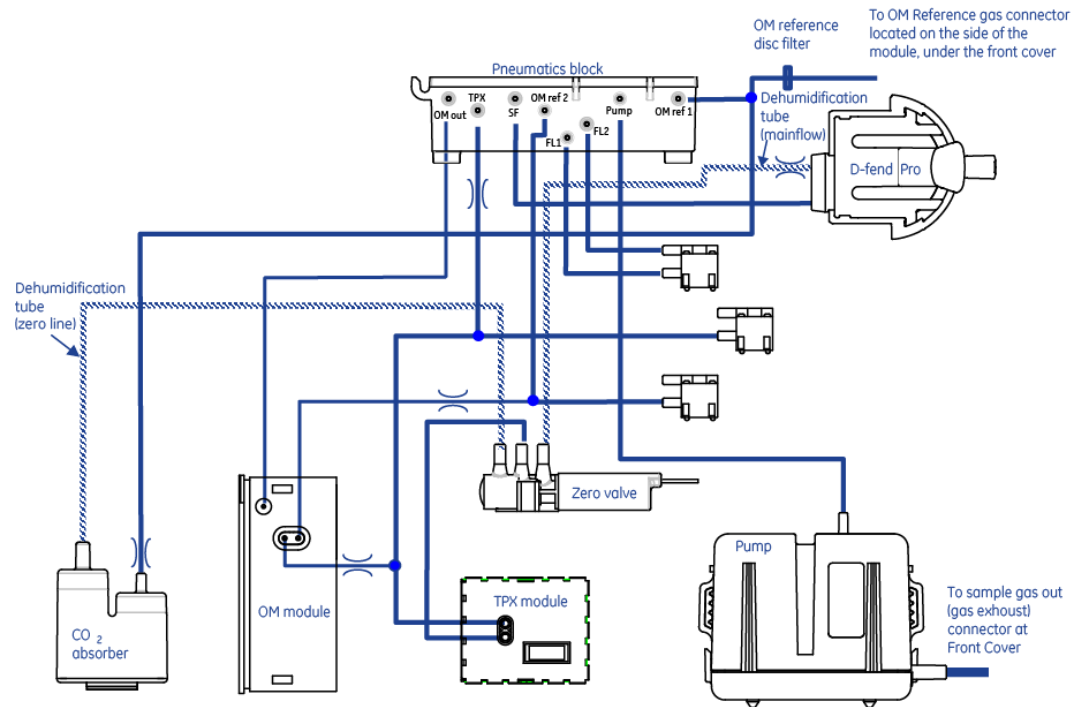 To OM Reference gas connector
located on the side of the
module, under the front cover
OM reference
disc filter
Pneumatics block
Dehumidification
tube
(mainflow)
OM out
TPX
SF
OM ref 2
FL1
FL2
Pump
OM ref 1
D-fend Pro
Dehumidification
tube
(zero line)
Zero valve
OM module
TPX module
Pump
CO 2
absorber
To sample gas out
(gas exhoust)
connector at
Front Cover